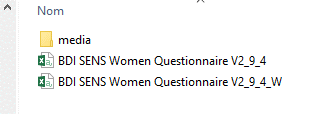 Nom
media
BDI SENS Women Questionnaire V2_9_4
BDI SENS Women Questionnaire V2_9_4_W